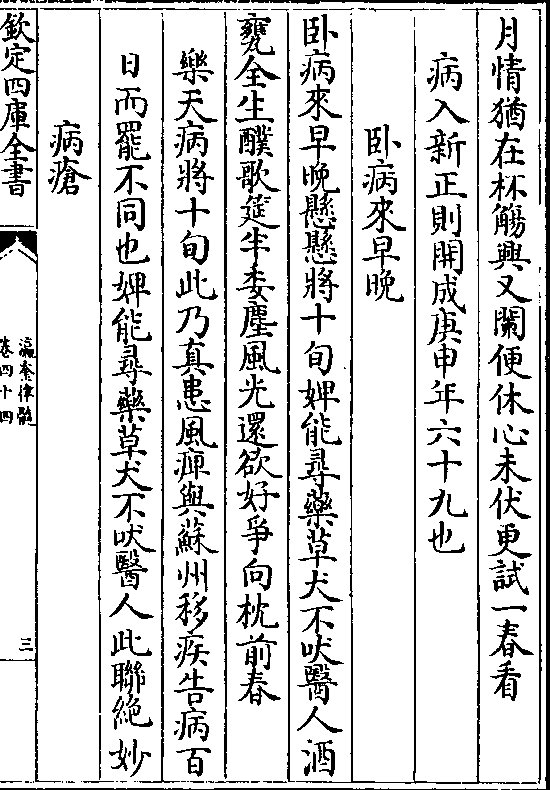 月情猶在杯觴興又闌便休心未伏更試一春看
病入新正則開成庚申年六十九也
卧病來早晚
卧病來早晚懸懸將十旬婢能尋藥草犬不吠醫人酒
甕全生醭歌筵半委塵風光還欲好爭向枕前春
樂天病將十旬此乃真患風痺與蘇州移疾告病百
日而罷不同也婢能尋藥草犬不吠醫人此聯絶妙
病瘡
欽定四庫全書
瀛奎律髓
卷四十四
三